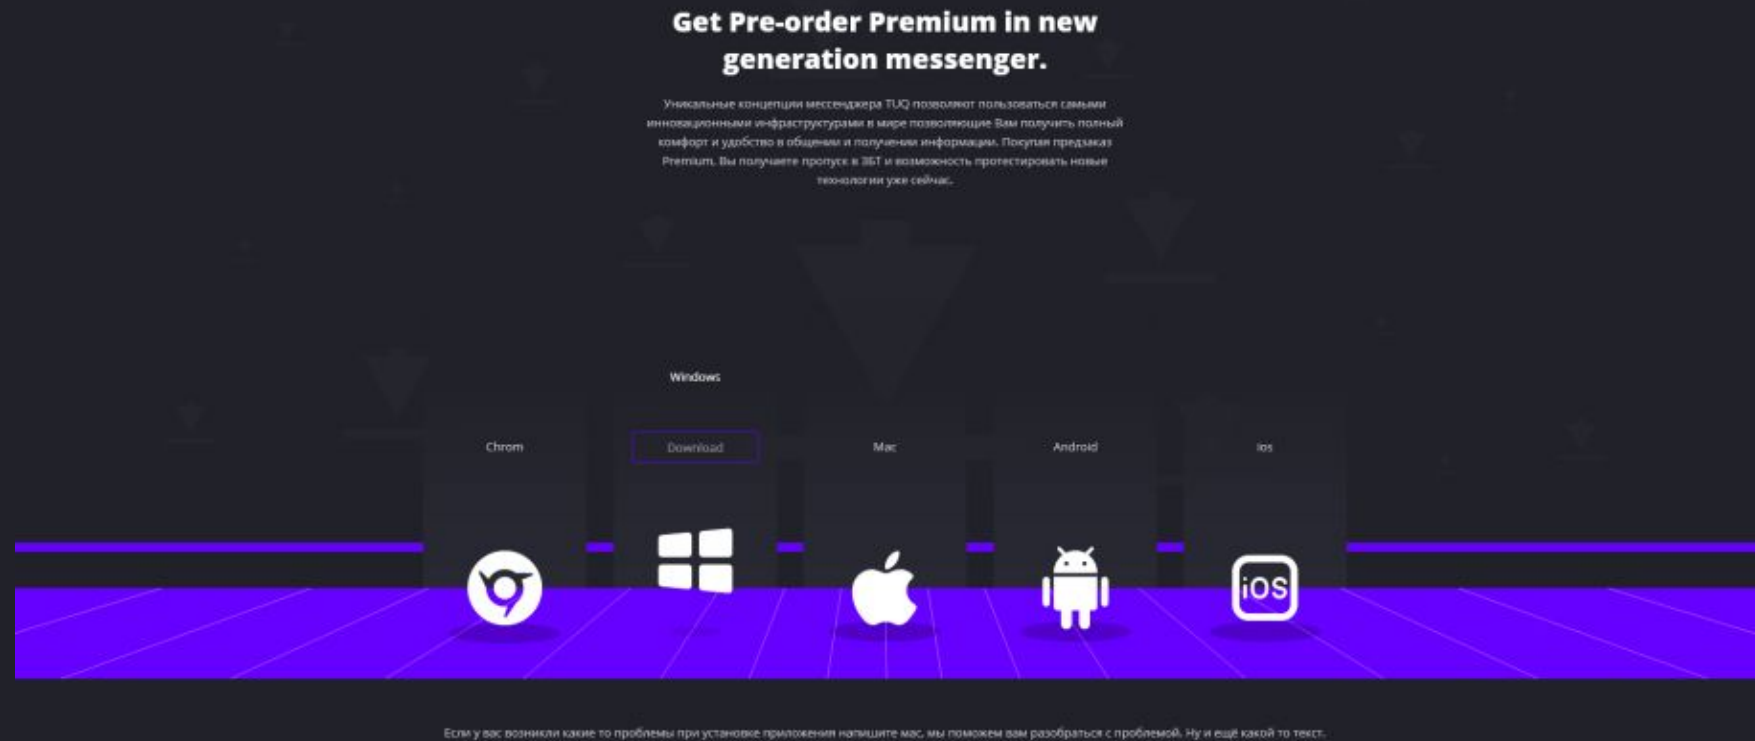 Get Pre-order Premium in new
generation messenger.
Уникальные концепции мессенджера TUQ позволяют пользоваться самыми
инновационными инфраструктурами в мире позволяющие Вам получить полный
комфорт и удобство в общении и получении информации. Покупая предзаказ
Premium, Вы получаете пропуск в ЗБТ и возможность протестировать новые
технологии уже сейчас.
Windows
Chrom
Download
Mac
Android
Ios
iOS
Если у вас возникли какие то проблемы при установке приложения напишите мас, мы поможем вам разобраться с проблемой. Ну и ещё какой то текст.